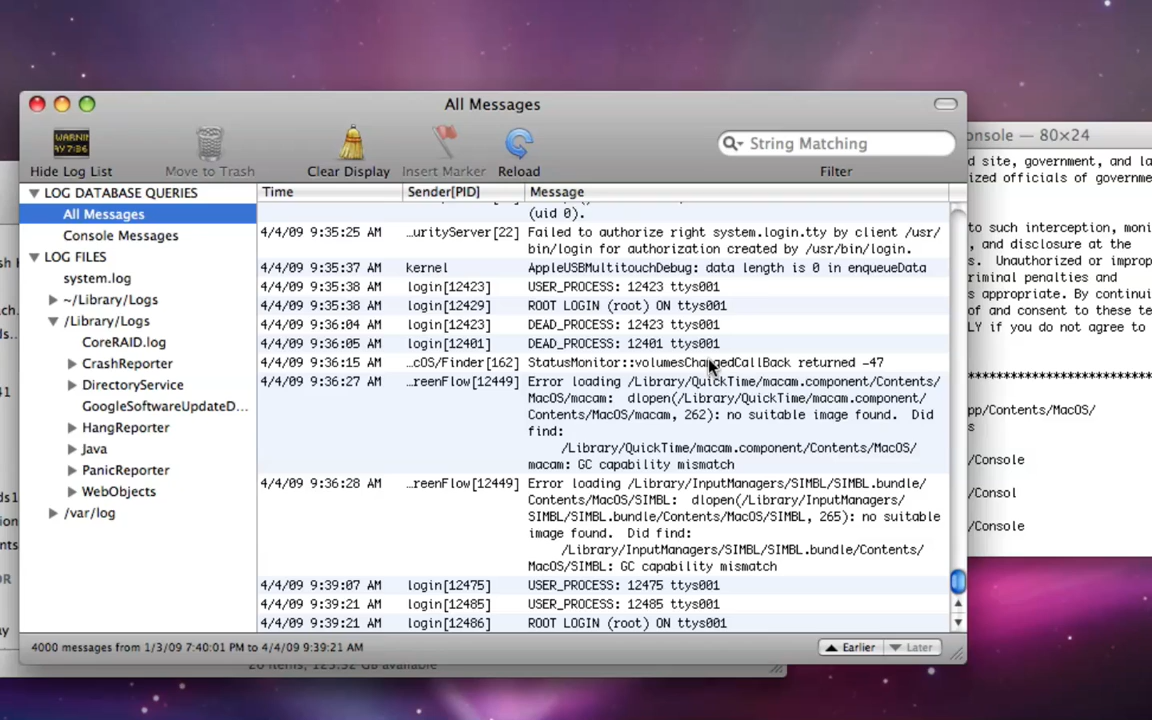 All Messages
WARNIN
AY 7:36
Hide Log List
Move to Trash
Clear Display
Insert Marker
Reload
String Matching
Filter
LOG DATABASE QUERIES
All Messages
Console Messages
LOG FILES
system.log
~/Library/Logs
/Library/Logs
CoreRAID.log
CrashReporter
DirectoryService
GoogleSoftwareUpdateD...
HangReporter
Java
PanicReporter
WebObjects
/var/log
Time Sender[PID] Message
(uid 0).
4/4/09 9:35:25 AM ...urityServer[22] Failed to authorize right system.login.tty by client /usr/
bin/login for authorization created by /usr/bin/login.
4/4/09 9:35:37 AM kernel AppleUSBMultitouchDebug: data length is 0 in enqueueData
4/4/09 9:35:38 AM login[12423] USER_PROCESS: 12423 ttys001
4/4/09 9:35:38 AM login[12429] ROOT LOGIN (root) ON ttys001
4/4/09 9:36:04 AM login[12423] DEAD_PROCESS: 12423 ttys001
4/4/09 9:36:05 AM login[12401] DEAD_PROCESS: 12401 ttys000
4/4/09 9:36:15 AM ...cOS/Finder[162] StatusMonitor::volumesChangedCallBack returned -47
4/4/09 9:36:27 AM ...reenFlow[12449] Error loading /Library/QuickTime/macam.component/Contents/
MacOS/macam: dlopen(/Library/QuickTime/macam.component/
Contents/MacOS/macam, 262): no suitable image found. Did
find:
/Library/QuickTime/macam.component/Contents/MacOS/
macam: GC capability mismatch
4/4/09 9:36:28 AM ...reenFlow[12449] Error loading /Library/InputManagers/SIMBL/SIMBL.bundle/
Contents/MacOS/SIMBL: dlopen(/Library/InputManagers/
SIMBL/SIMBL.bundle/Contents/MacOS/SIMBL, 265): no suitable
image found. Did find:
/Library/InputManagers/SIMBL/SIMBL.bundle/Contents/
MacOS/SIMBL: GC capability mismatch
4/4/09 9:39:07 AM login[12475] USER_PROCESS: 12475 ttys001
4/4/09 9:39:21 AM login[12485] USER_PROCESS: 12485 ttys001
4/4/09 9:39:21 AM login[12486] ROOT LOGIN (root) ON ttys001
4000 messages from 1/3/09 7:40:01 PM to 4/4/09 9:39:21 AM
Earlier Later
onsole — 80×24
d site, government, and la
ized officials of governme
to such interception, moni
, and disclosure at the
s. Unauthorized or improp
riminal penalties and
s appropriate. By continui
of and consent to these te
LY if you do not agree to
pp/Contents/MacOS/
s
/Console
/Consol
/Console